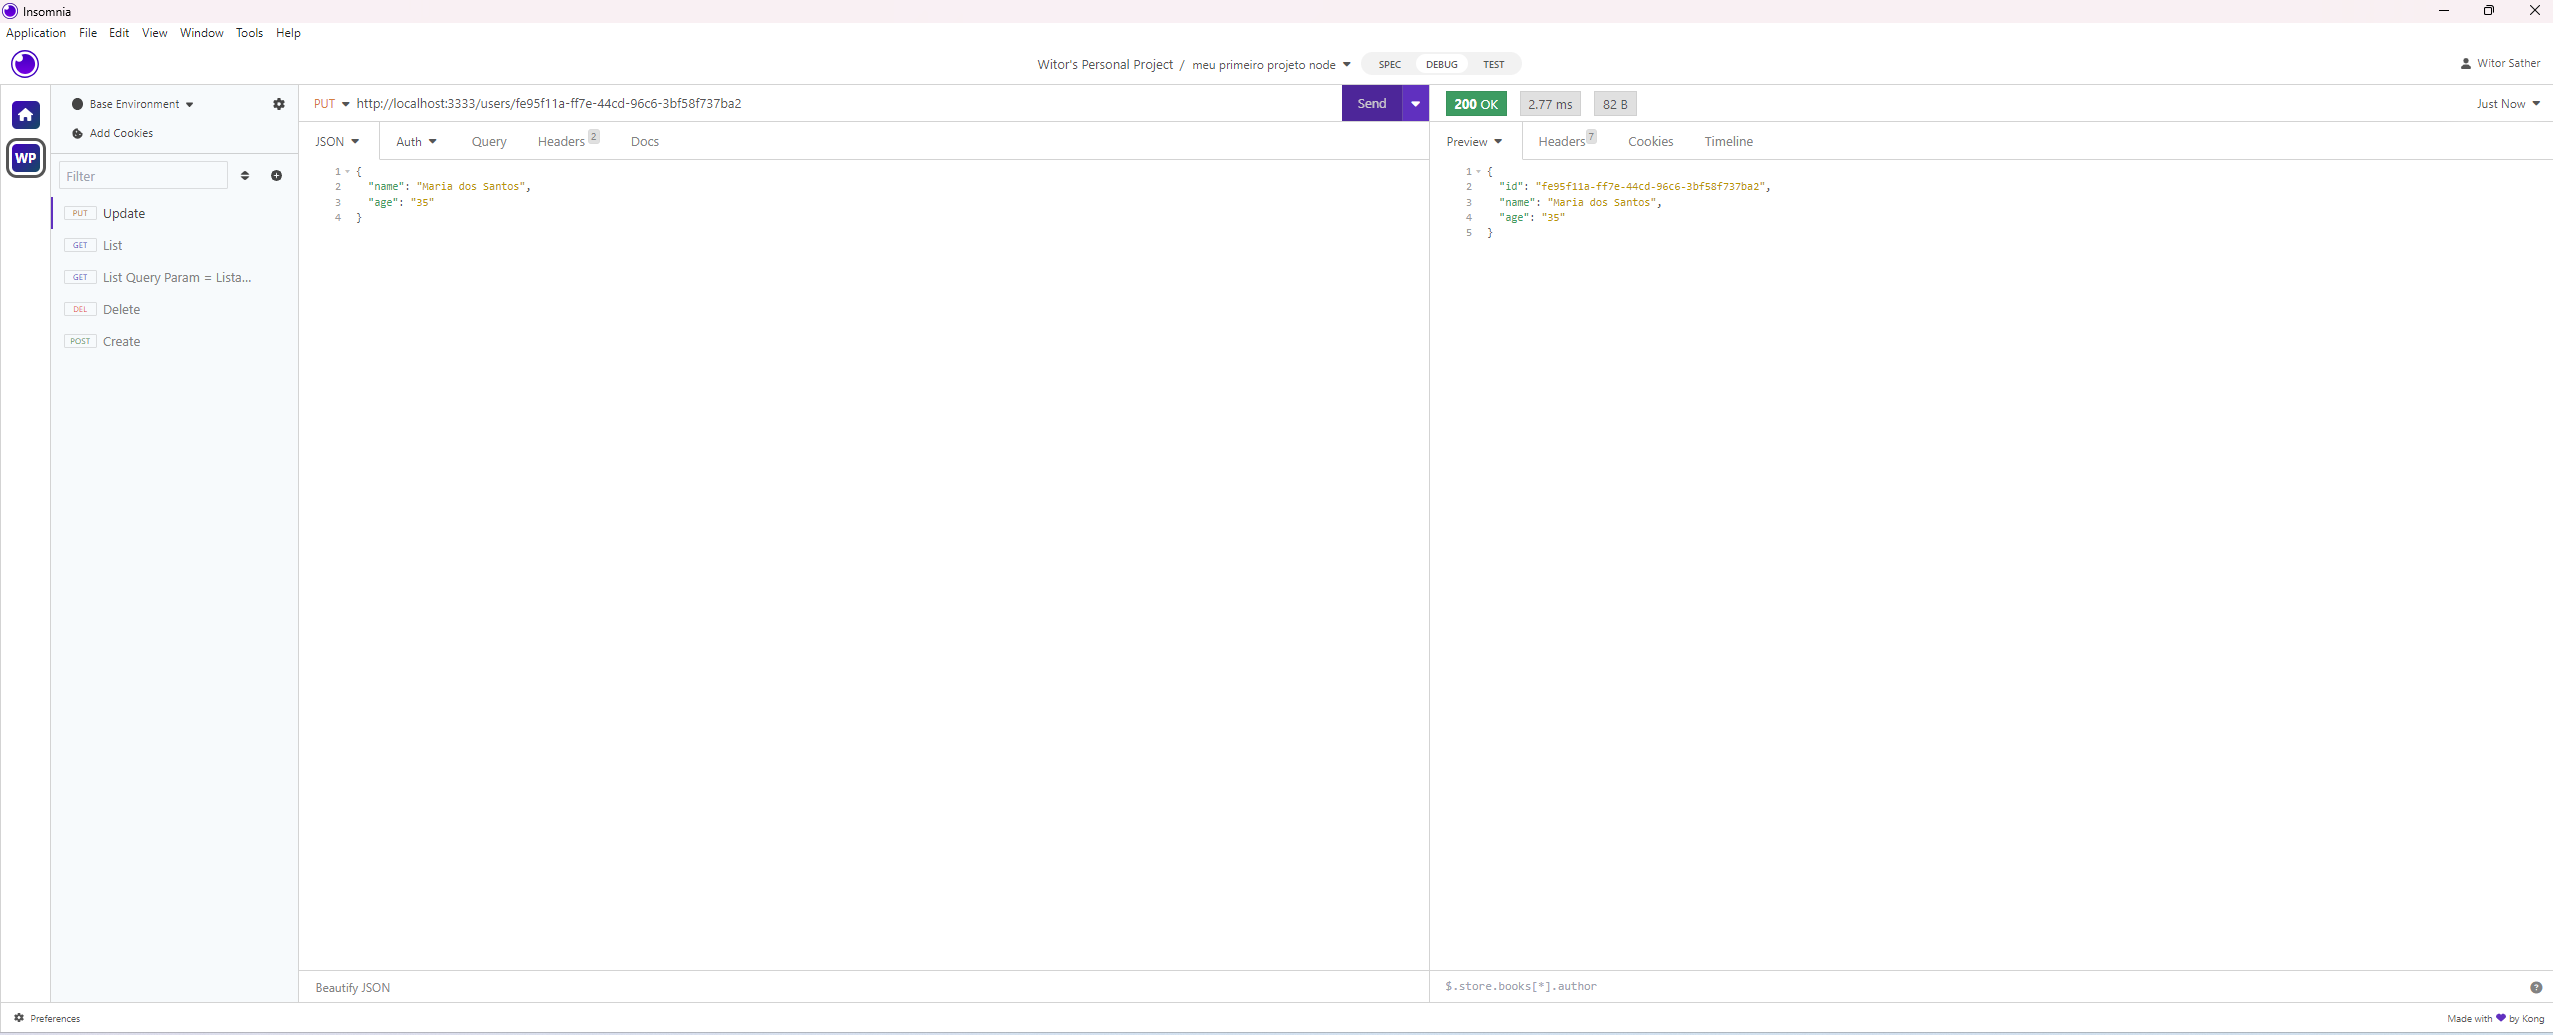 Insomnia
Application File Edit View Window Tools Help
Witor's Personal Project / meu primeiro projeto node SPEC DEBUG TEST
Witor Sather
WP
Base Environment
Add Cookies
Filter
PUT Update
GET List
GET List Query Param = Lista...
DEL Delete
POST Create
PUT http://localhost:3333/users/fe95f11a-ff7e-44cd-96c6-3bf58f737ba2 Send
JSON Auth Query Headers 2 Docs
1 {
2 "name": "Maria dos Santos",
3 "age": "35"
4 }
Beautify JSON
200 OK 2.77 ms 82 B Just Now
Preview Headers 7 Cookies Timeline
1 {
2 "id": "fe95f11a-ff7e-44cd-96c6-3bf58f737ba2",
3 "name": "Maria dos Santos",
4 "age": "35"
5 }
$.store.books[*].author ?
Preferences
Made with ♥ by Kong